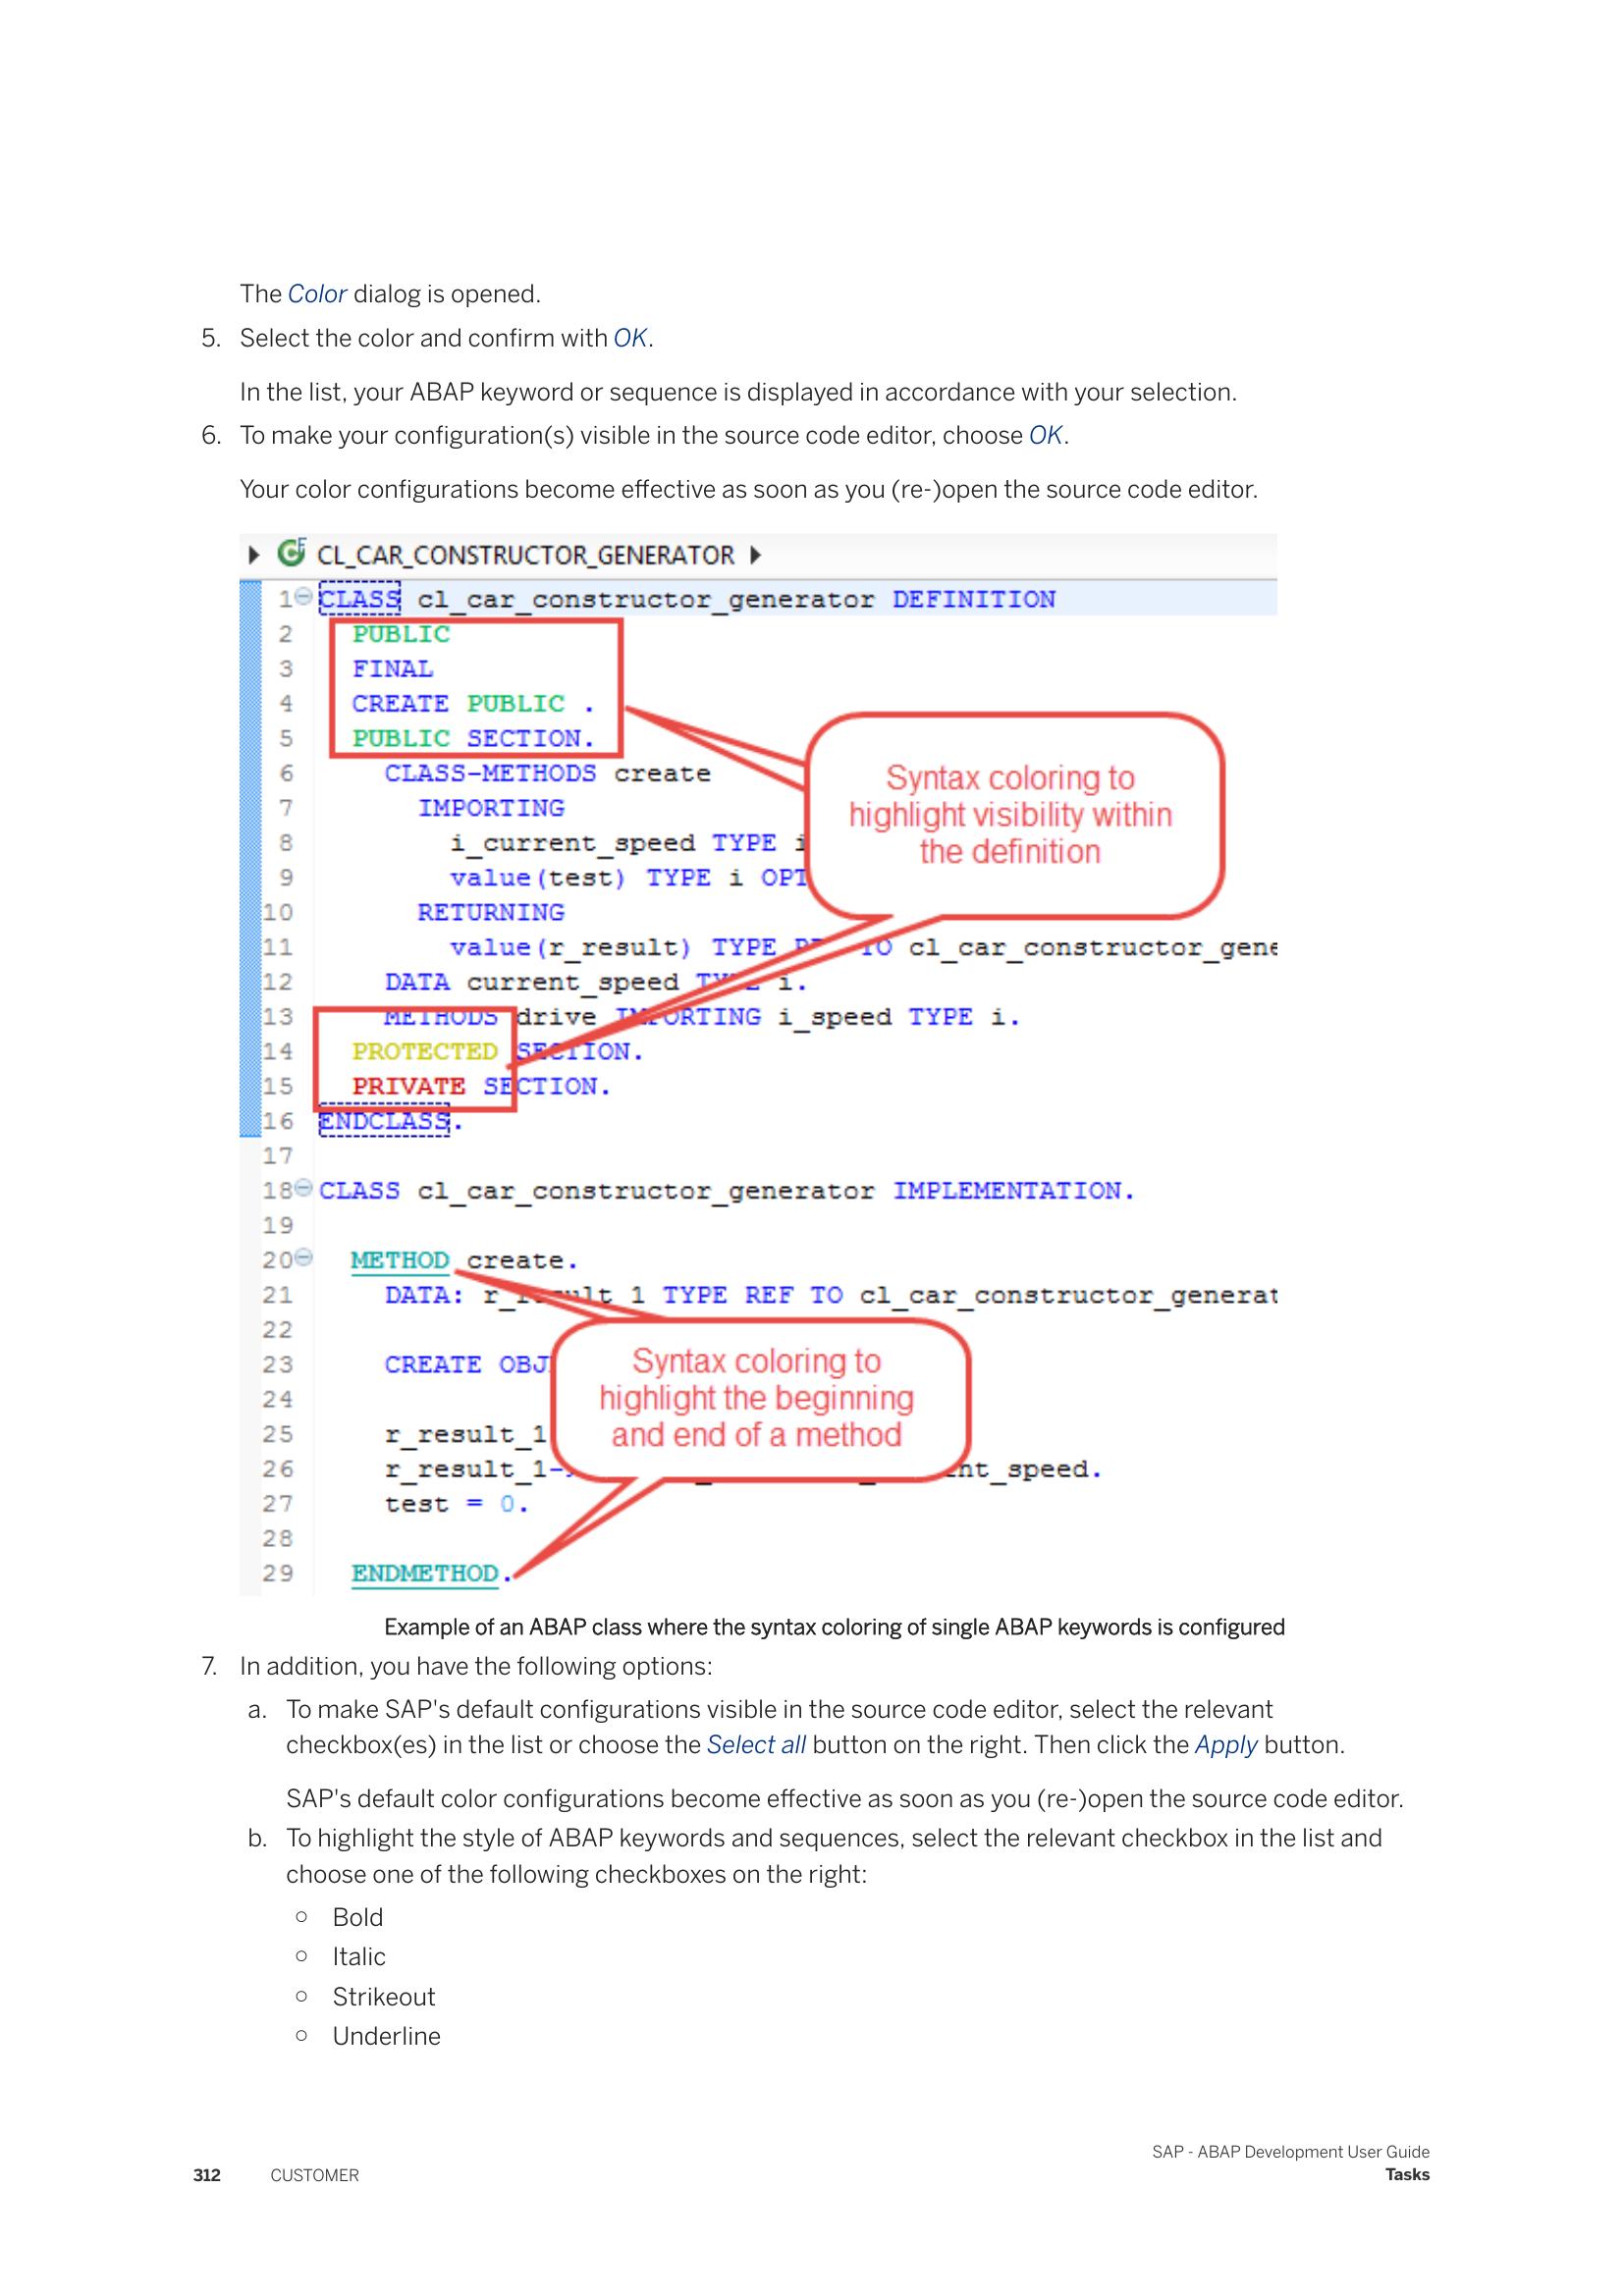 The Color dialog is opened.
5. Select the color and confirm with OK.
In the list, your ABAP keyword or sequence is displayed in accordance with your selection.
6. To make your configuration(s) visible in the source code editor, choose OK.
Your color configurations become effective as soon as you (re-)open the source code editor.
CL_CAR_CONSTRUCTOR_GENERATOR
1 CLASS cl_car_constructor_generator DEFINITION
2 PUBLIC
3 FINAL
4 CREATE PUBLIC .
5 PUBLIC SECTION.
6 CLASS-METHODS create
7 IMPORTING
8 i_current_speed TYPE i
9 value(test) TYPE i OPT
10 RETURNING
11 value(r_result) TYPE TO cl_car_constructor_gene
12 DATA current_speed TYPE i.
13 METHODS drive IMPORTING i_speed TYPE i.
14 PROTECTED SECTION.
15 PRIVATE SECTION.
16 ENDCLASS.
17
18 CLASS cl_car_constructor_generator IMPLEMENTATION.
19
20 METHOD create.
21 DATA: r_result_1 TYPE REF TO cl_car_constructor_generat
22
23 CREATE OBJ
24
25 r_result_1
26 r_result_1- nt_speed.
27 test = 0.
28
29 ENDMETHOD.
Syntax coloring to
highlight visibility within
the definition
Syntax coloring to
highlight the beginning
and end of a method
Example of an ABAP class where the syntax coloring of single ABAP keywords is configured
7. In addition, you have the following options:
a. To make SAP's default configurations visible in the source code editor, select the relevant
checkbox(es) in the list or choose the Select all button on the right. Then click the Apply button.
SAP's default color configurations become effective as soon as you (re-)open the source code editor.
b. To highlight the style of ABAP keywords and sequences, select the relevant checkbox in the list and
choose one of the following checkboxes on the right:
○ Bold
○ Italic
○ Strikeout
○ Underline
SAP - ABAP Development User Guide
312 CUSTOMER Tasks